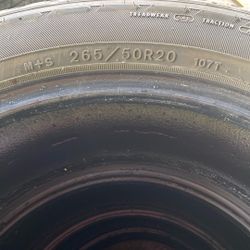 TREADWEAR TRACTION
M+S 265/50R20 107T